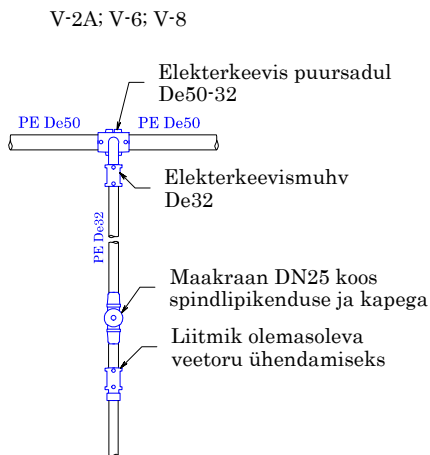 V-2A; V-6; V-8
Elekterkeevis puursadul
De50-32
PE De50
PE De50
Elekterkeevismuhv
De32
PE De32
Maakraan DN25 koos
spindlipikenduse ja kapega
Liitmik olemasoleva
veetoru ühendamiseks